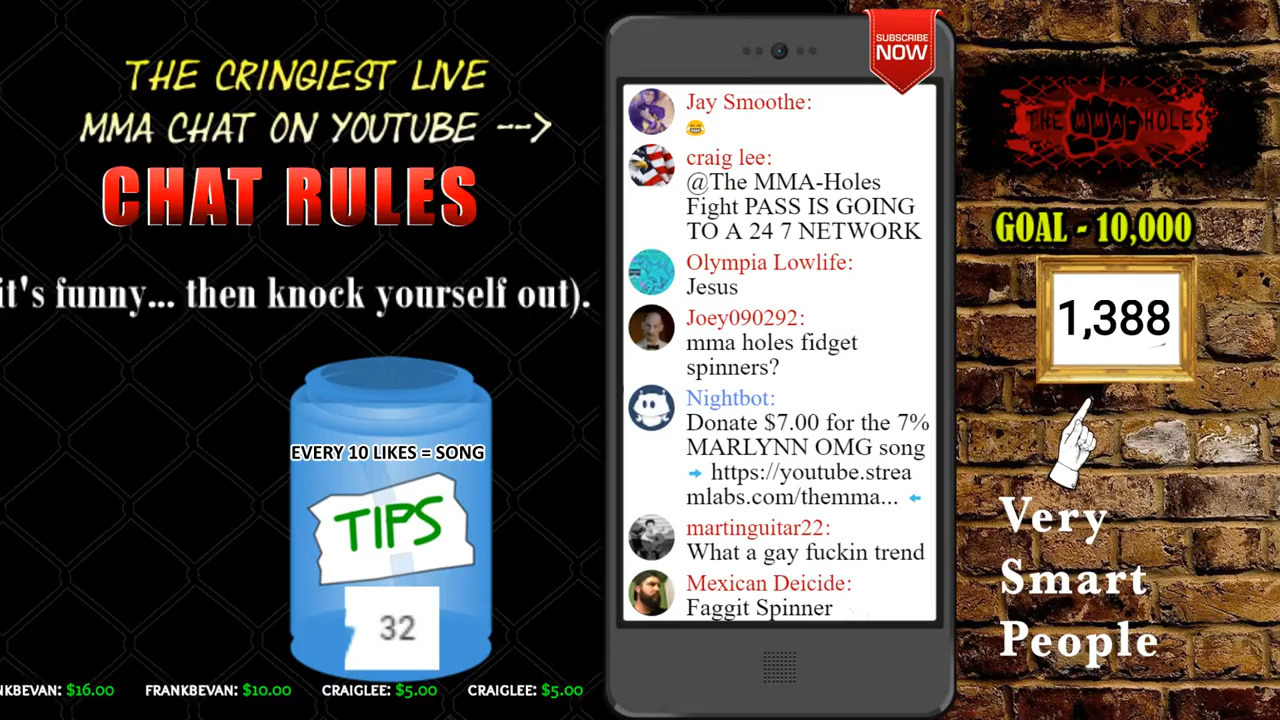 THE CRINGIEST LIVE
MMA CHAT ON YOUTUBE -->
CHAT RULES
it's funny... then knock yourself out).
EVERY 10 LIKES = SONG
TIPS
32
NKBEVAN: $16.00 FRANKBEVAN: $10.00 CRAIGLEE: $5.00 CRAIGLEE: $5.00
SUBSCRIBE
NOW
Jay Smoothe:
craig lee:
@The MMA-Holes
Fight PASS IS GOING
TO A 24 7 NETWORK
Olympia Lowlife:
Jesus
Joey090292:
mma holes fidget
spinners?
Nightbot:
Donate $7.00 for the 7%
MARLYNN OMG song
https://youtube.strea
mlabs.com/themma...
martinguitar22:
What a gay fuckin trend
Mexican Deicide:
Faggit Spinner
THE MMA-HOLES
GOAL - 10,000
1,388
Very
Smart
People